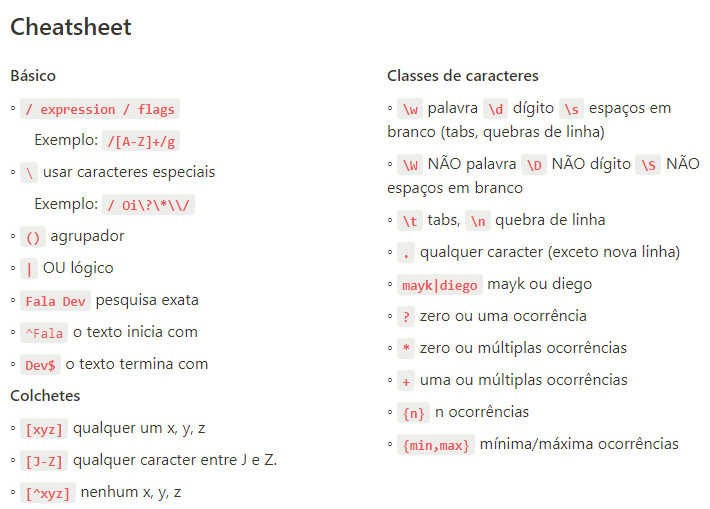 Cheatsheet
Básico
◦ / expression / flags
Exemplo: /[A-Z]+/g
◦ \ usar caracteres especiais
Exemplo: / Oi\?\*\\/
◦ () agrupador
◦ | OU lógico
◦ Fala Dev pesquisa exata
◦ ^Fala o texto inicia com
◦ Dev$ o texto termina com
Colchetes
◦ [xyz] qualquer um x, y, z
◦ [J-Z] qualquer caracter entre J e Z.
◦ [^xyz] nenhum x, y, z
Classes de caracteres
◦ \w palavra \d dígito \s espaços em
branco (tabs, quebras de linha)
◦ \W NÃO palavra \D NÃO dígito \S NÃO
espaços em branco
◦ \t tabs, \n quebra de linha
◦ . qualquer caracter (exceto nova linha)
◦ mayk|diego mayk ou diego
◦ ? zero ou uma ocorrência
◦ * zero ou múltiplas ocorrências
◦ + uma ou múltiplas ocorrências
◦ {n} n ocorrências
◦ {min,max} mínima/máxima ocorrências